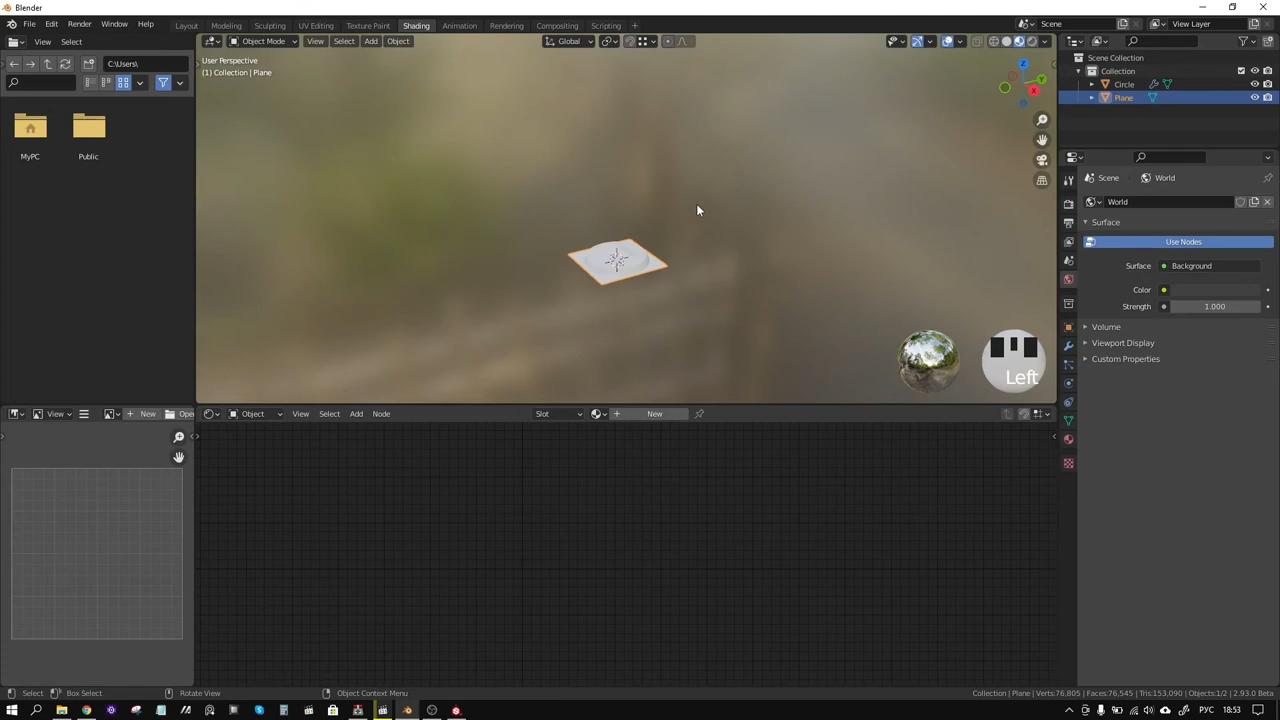 Blender
File Edit Render Window Help
Layout Modeling Sculpting UV Editing Texture Paint Shading Animation Rendering Compositing Scripting +
Scene
View Layer
View Select
Object Mode View Select Add Object
Global
C:\Users\
MyPC
Public
User Perspective
(1) Collection | Plane
Z
Y
X
Left
Scene Collection
Collection
Circle
Plane
Scene World
World
Surface
Use Nodes
Surface Background
Color
Strength 1.000
Volume
Viewport Display
Custom Properties
View New Ope
Object View Select Add Node Slot New
Select Box Select Rotate View Object Context Menu
Collection | Plane | Verts:76,805 | Faces:76,545 | Tris:153,090 | Objects:1/2 | 2.93.0 Beta
РУС 18:53